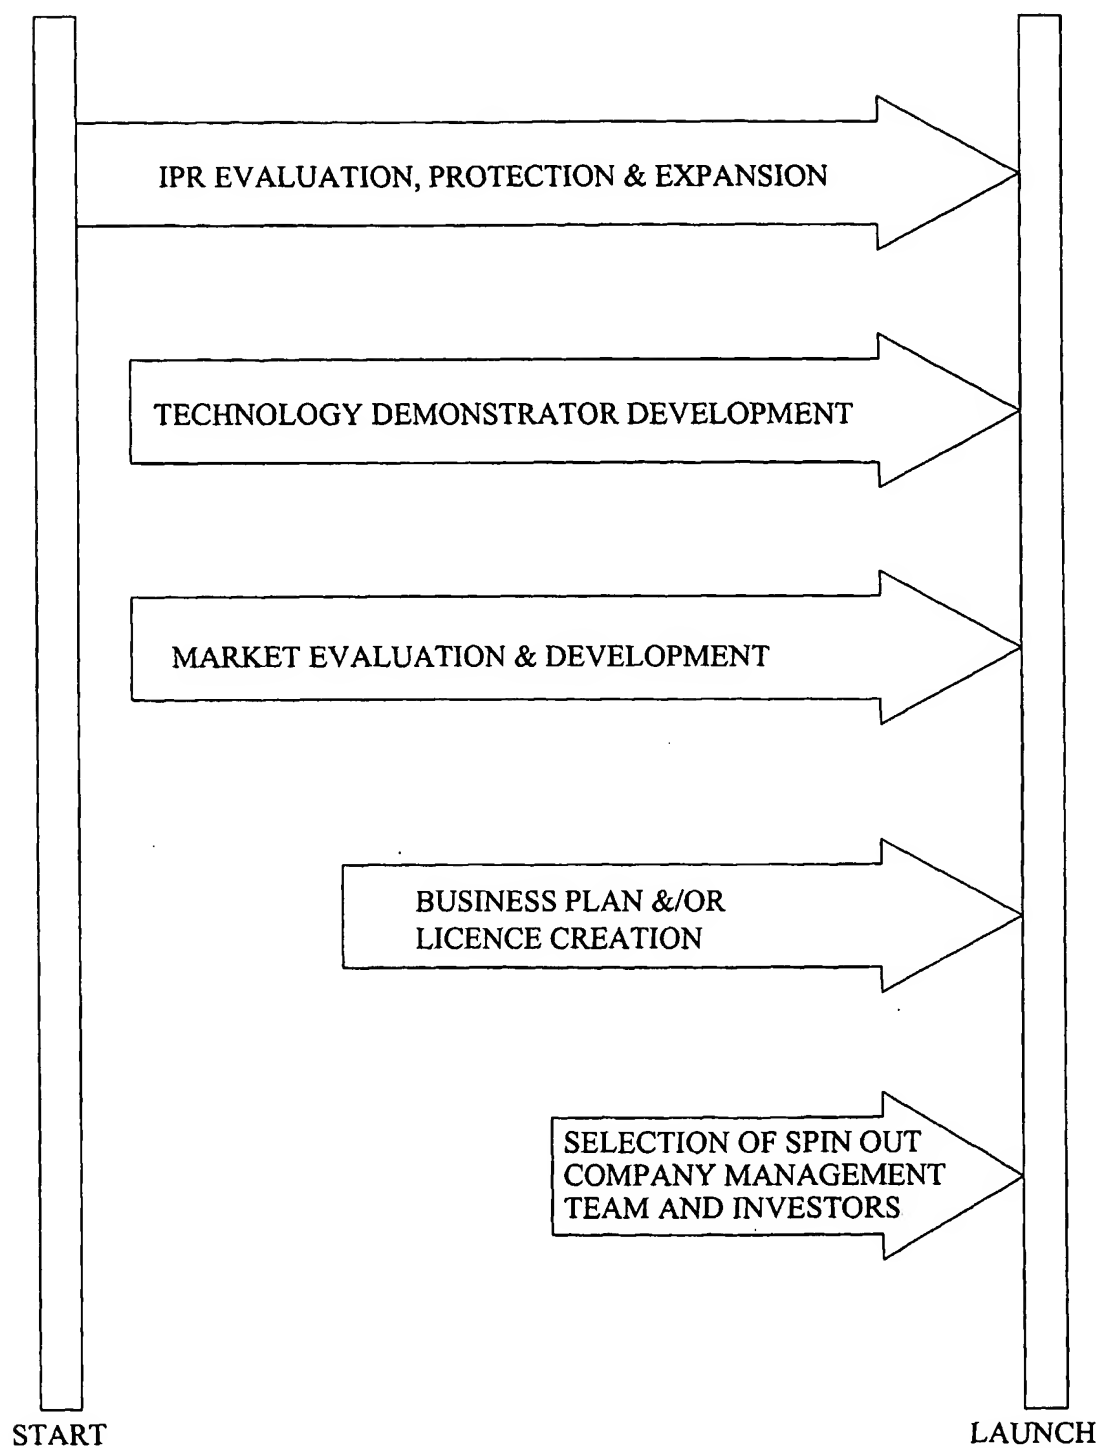 IPR EVALUATION, PROTECTION & EXPANSION
TECHNOLOGY DEMONSTRATOR DEVELOPMENT
MARKET EVALUATION & DEVELOPMENT
BUSINESS PLAN &/OR
LICENCE CREATION
SELECTION OF SPIN OUT
COMPANY MANAGEMENT
TEAM AND INVESTORS
START
LAUNCH